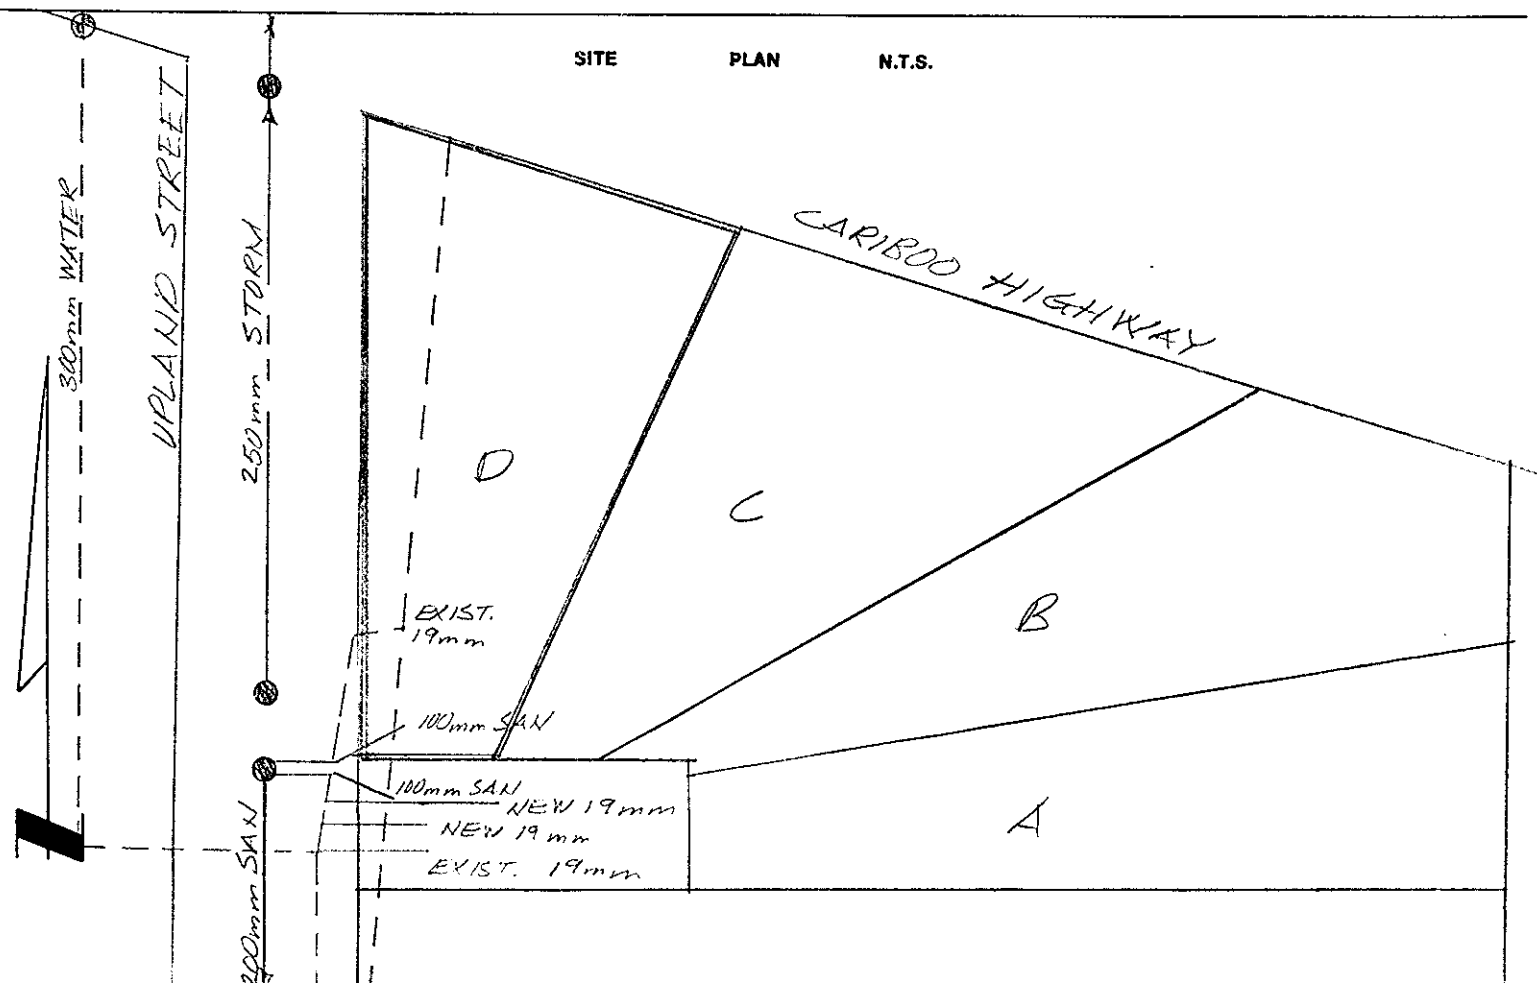 SITE PLAN N.T.S.
300mm WATER
UPLAND STREET
250mm STORM
CARIBOO HIGHWAY
D
C
B
A
EXIST.
19mm
100mm SAN
100mm SAN
NEW 19mm
NEW 19mm
EXIST. 19mm
200mm SAN